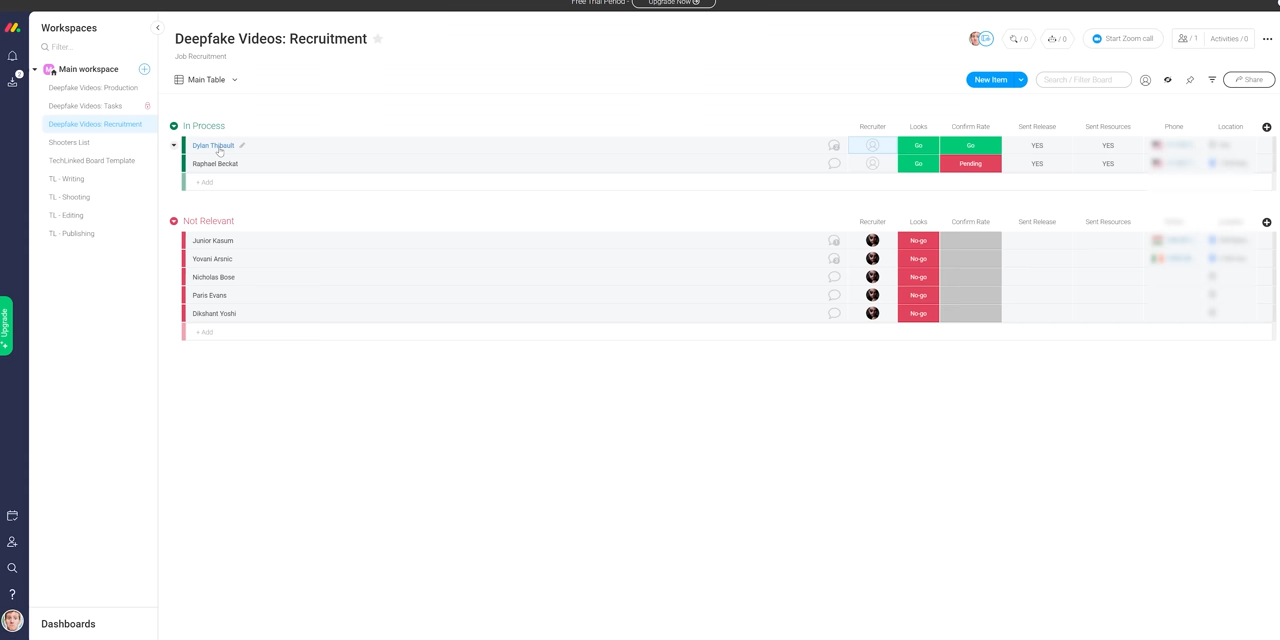 Free Trial Period -
Upgrade Now
Workspaces
Filter...
Main workspace
Deepfake Videos: Production
Deepfake Videos: Tasks
Deepfake Videos: Recruitment
Shooters List
TechLinked Board Template
TL - Writing
TL - Shooting
TL - Editing
TL - Publishing
Dashboards
Upgrade
2
Deepfake Videos: Recruitment
Job Recruitment
/ 0
/ 0
Start Zoom call
/ 1
Activities / 0
Main Table
New Item
Search / Filter Board
Share
In Process Recruiter Looks Confirm Rate Sent Release Sent Resources Phone Location
Dylan Thibault Go Go YES YES
Raphael Beckat Go Pending YES YES
+ Add
Not Relevant Recruiter Looks Confirm Rate Sent Release Sent Resources
Junior Kasum No-go
Yovani Arsnic No-go
Nicholas Bose No-go
Paris Evans No-go
Dikshant Yoshi No-go
+ Add